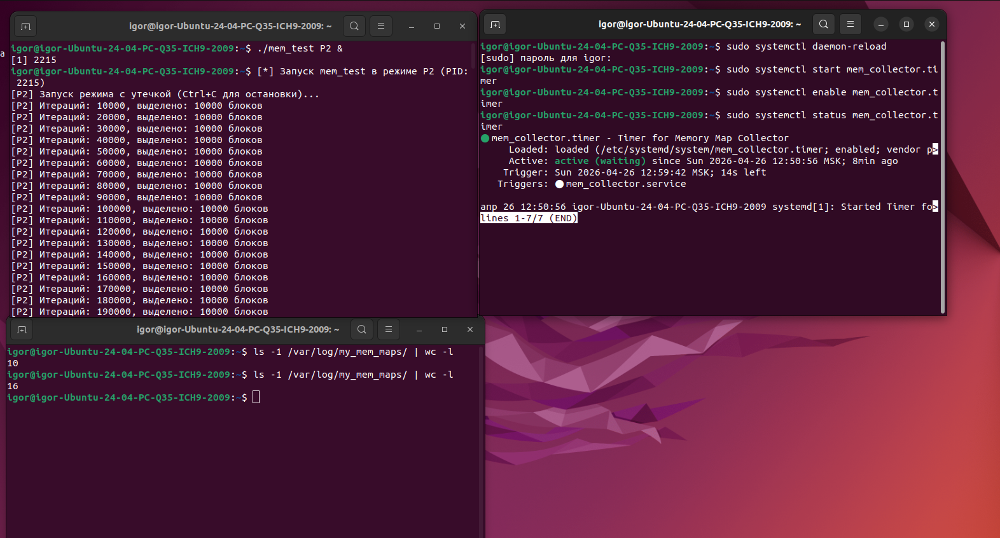 igor@igor-Ubuntu-24-04-PC-Q35-ICH9-2009: ~
igor@igor-Ubuntu-24-04-PC-Q35-ICH9-2009:~$ ./mem_test P2 &
[1] 2215
igor@igor-Ubuntu-24-04-PC-Q35-ICH9-2009:~$ [*] Запуск mem_test в режиме P2 (PID:
2215)
[P2] Запуск режима с утечкой (Ctrl+C для остановки)...
[P2] Итераций: 10000, выделено: 10000 блоков
[P2] Итераций: 20000, выделено: 10000 блоков
[P2] Итераций: 30000, выделено: 10000 блоков
[P2] Итераций: 40000, выделено: 10000 блоков
[P2] Итераций: 50000, выделено: 10000 блоков
[P2] Итераций: 60000, выделено: 10000 блоков
[P2] Итераций: 70000, выделено: 10000 блоков
[P2] Итераций: 80000, выделено: 10000 блоков
[P2] Итераций: 90000, выделено: 10000 блоков
[P2] Итераций: 100000, выделено: 10000 блоков
[P2] Итераций: 110000, выделено: 10000 блоков
[P2] Итераций: 120000, выделено: 10000 блоков
[P2] Итераций: 130000, выделено: 10000 блоков
[P2] Итераций: 140000, выделено: 10000 блоков
[P2] Итераций: 150000, выделено: 10000 блоков
[P2] Итераций: 160000, выделено: 10000 блоков
[P2] Итераций: 170000, выделено: 10000 блоков
[P2] Итераций: 180000, выделено: 10000 блоков
[P2] Итераций: 190000, выделено: 10000 блоков
igor@igor-Ubuntu-24-04-PC-Q35-ICH9-2009: ~
igor@igor-Ubuntu-24-04-PC-Q35-ICH9-2009:~$ sudo systemctl daemon-reload
[sudo] пароль для igor:
igor@igor-Ubuntu-24-04-PC-Q35-ICH9-2009:~$ sudo systemctl start mem_collector.ti
mer
igor@igor-Ubuntu-24-04-PC-Q35-ICH9-2009:~$ sudo systemctl enable mem_collector.t
imer
igor@igor-Ubuntu-24-04-PC-Q35-ICH9-2009:~$ sudo systemctl status mem_collector.t
imer
mem_collector.timer - Timer for Memory Map Collector
Loaded: loaded (/etc/systemd/system/mem_collector.timer; enabled; vendor p>
Active: active (waiting) since Sun 2026-04-26 12:50:56 MSK; 8min ago
Trigger: Sun 2026-04-26 12:59:42 MSK; 14s left
Triggers: ● mem_collector.service
апр 26 12:50:56 igor-Ubuntu-24-04-PC-Q35-ICH9-2009 systemd[1]: Started Timer fo>
lines 1-7/7 (END)
igor@igor-Ubuntu-24-04-PC-Q35-ICH9-2009: ~
igor@igor-Ubuntu-24-04-PC-Q35-ICH9-2009:~$ ls -1 /var/log/my_mem_maps/ | wc -l
10
igor@igor-Ubuntu-24-04-PC-Q35-ICH9-2009:~$ ls -1 /var/log/my_mem_maps/ | wc -l
16
igor@igor-Ubuntu-24-04-PC-Q35-ICH9-2009:~$
а